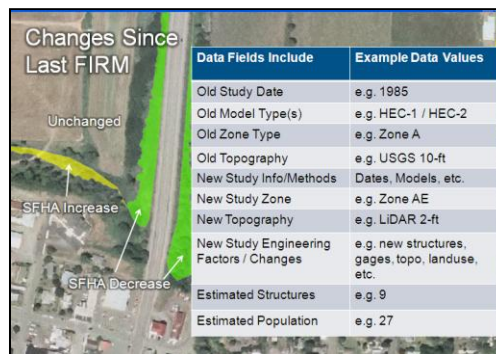 Changes Since
Last FIRM
Unchanged
SFHA Increase
SFHA Decrease
Data Fields Include Example Data Values
Old Study Date e.g. 1985
Old Model Type(s) e.g. HEC-1 / HEC-2
Old Zone Type e.g. Zone A
Old Topography e.g. USGS 10-ft
New Study Info/Methods Dates, Models, etc.
New Study Zone e.g. Zone AE
New Topography e.g. LiDAR 2-ft
New Study Engineering e.g. new structures,
Factors / Changes gages, topo, landuse,
etc.
Estimated Structures e.g. 9
Estimated Population e.g. 27